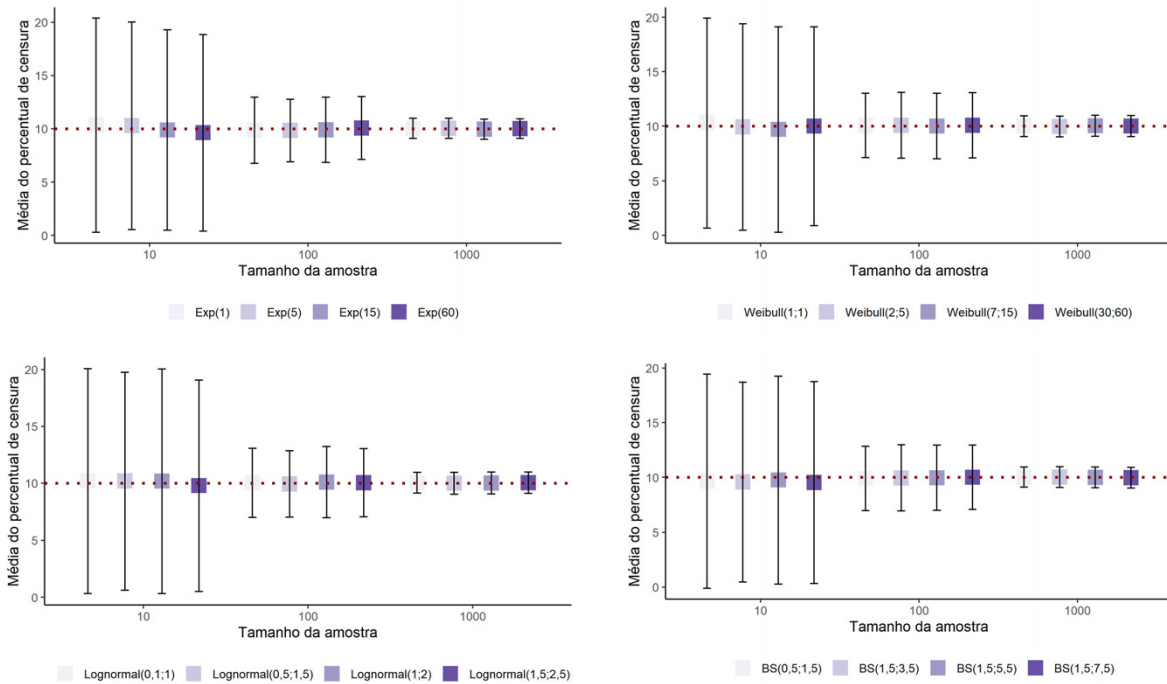 Média do percentual de censura
20
15
10
5
0
10
100
1000
Tamanho da amostra
Exp(1) Exp(5) Exp(15) Exp(60)
Média do percentual de censura
20
15
10
5
0
10
100
1000
Tamanho da amostra
Weibull(1;1) Weibull(2;5) Weibull(7;15) Weibull(30;60)
Média do percentual de censura
20
15
10
5
0
10
100
1000
Tamanho da amostra
Lognormal(0,1;1) Lognormal(0,5;1,5) Lognormal(1;2) Lognormal(1,5;2,5)
Média do percentual de censura
20
15
10
5
0
10
100
1000
Tamanho da amostra
BS(0,5;1,5) BS(1,5;3,5) BS(1,5;5,5) BS(1,5;7,5)